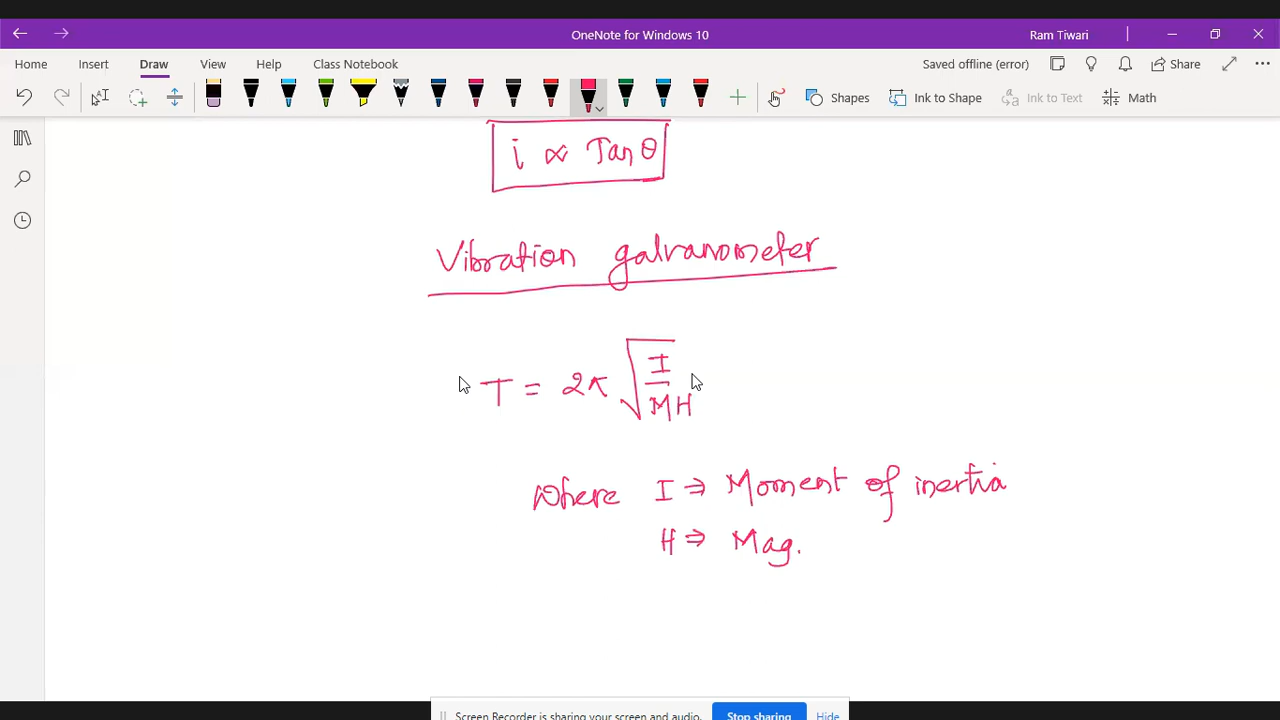 OneNote for Windows 10
Ram Tiwari
Home Insert Draw View Help Class Notebook
Saved offline (error) Share
Shapes Ink to Shape Ink to Text Math
i ∝ Tan θ
Vibration galvanometer
T = 2π √(I/MH)
Where I ⇒ Moment of inertia
H ⇒ Mag.
Screen Recorder is sharing your screen and audio. Stop sharing Hide